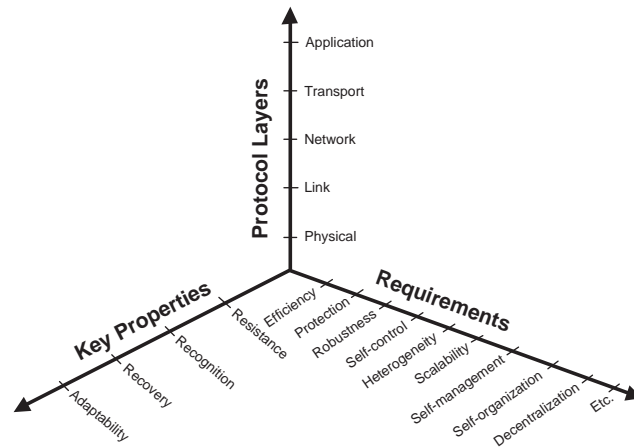 Application
Transport
Network
Link
Physical
Protocol Layers
Key Properties
Resistance
Recognition
Recovery
Adaptability
Requirements
Efficiency
Protection
Robustness
Self-control
Heterogeneity
Scalability
Self-management
Self-organization
Decentralization
Etc.